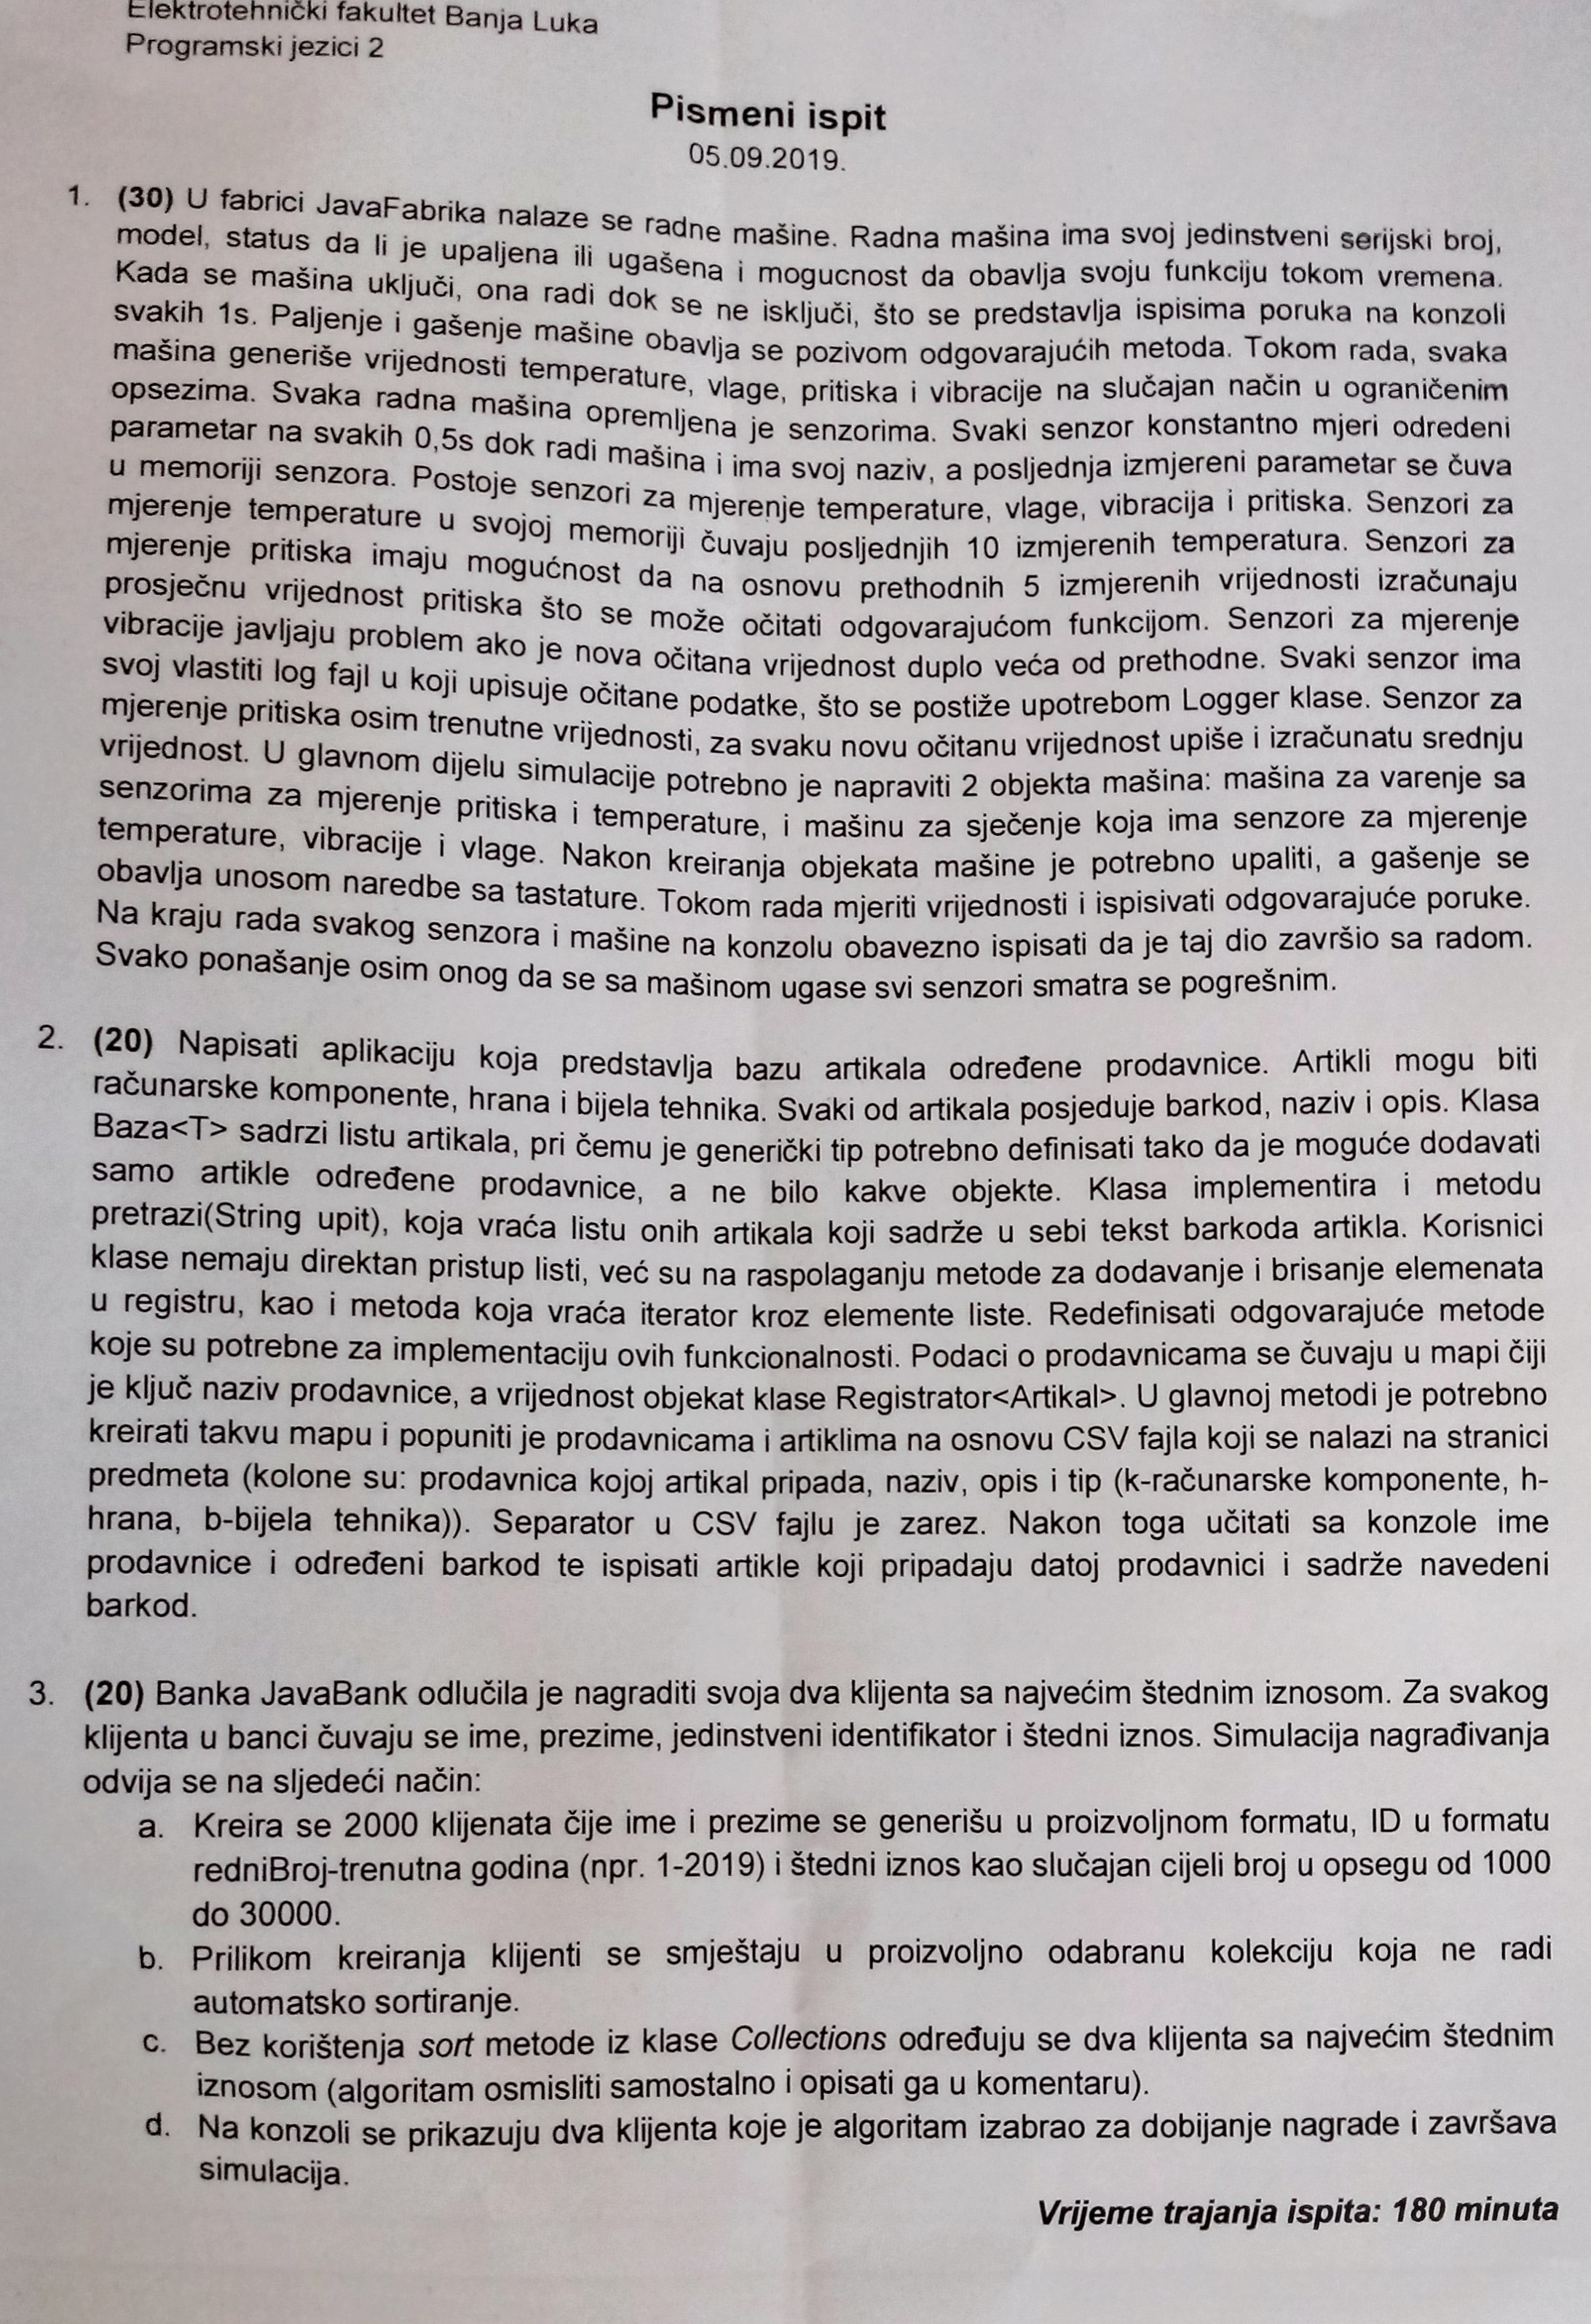 Elektrotehnički fakultet Banja Luka
Programski jezici 2
Pismeni ispit
05.09.2019.
1. (30) U fabrici JavaFabrika nalaze se radne mašine. Radna mašina ima svoj jedinstveni serijski broj,
model, status da li je upaljena ili ugašena i mogucnost da obavlja svoju funkciju tokom vremena.
Kada se mašina uključi, ona radi dok se ne isključi, što se predstavlja ispisima poruka na konzoli
svakih 1s. Paljenje i gašenje mašine obavlja se pozivom odgovarajućih metoda. Tokom rada, svaka
mašina generiše vrijednosti temperature, vlage, pritiska i vibracije na slučajan način u ograničenim
opsezima. Svaka radna mašina opremljena je senzorima. Svaki senzor konstantno mjeri odredeni
parametar na svakih 0,5s dok radi mašina i ima svoj naziv, a posljednja izmjereni parametar se čuva
u memoriji senzora. Postoje senzori za mjerenje temperature, vlage, vibracija i pritiska. Senzori za
mjerenje temperature u svojoj memoriji čuvaju posljednjih 10 izmjerenih temperatura. Senzori za
mjerenje pritiska imaju mogućnost da na osnovu prethodnih 5 izmjerenih vrijednosti izračunaju
prosječnu vrijednost pritiska što se može očitati odgovarajućom funkcijom. Senzori za mjerenje
vibracije javljaju problem ako je nova očitana vrijednost duplo veća od prethodne. Svaki senzor ima
svoj vlastiti log fajl u koji upisuje očitane podatke, što se postiže upotrebom Logger klase. Senzor za
mjerenje pritiska osim trenutne vrijednosti, za svaku novu očitanu vrijednost upiše i izračunatu srednju
vrijednost. U glavnom dijelu simulacije potrebno je napraviti 2 objekta mašina: mašina za varenje sa
senzorima za mjerenje pritiska i temperature, i mašinu za sječenje koja ima senzore za mjerenje
temperature, vibracije i vlage. Nakon kreiranja objekata mašine je potrebno upaliti, a gašenje se
obavlja unosom naredbe sa tastature. Tokom rada mjeriti vrijednosti i ispisivati odgovarajuće poruke.
Na kraju rada svakog senzora i mašine na konzolu obavezno ispisati da je taj dio završio sa radom.
Svako ponašanje osim onog da se sa mašinom ugase svi senzori smatra se pogrešnim.
2. (20) Napisati aplikaciju koja predstavlja bazu artikala određene prodavnice. Artikli mogu biti
računarske komponente, hrana i bijela tehnika. Svaki od artikala posjeduje barkod, naziv i opis. Klasa
Baza<T> sadrzi listu artikala, pri čemu je generički tip potrebno definisati tako da je moguće dodavati
samo artikle određene prodavnice, a ne bilo kakve objekte. Klasa implementira i metodu
pretrazi(String upit), koja vraća listu onih artikala koji sadrže u sebi tekst barkoda artikla. Korisnici
klase nemaju direktan pristup listi, već su na raspolaganju metode za dodavanje i brisanje elemenata
u registru, kao i metoda koja vraća iterator kroz elemente liste. Redefinisati odgovarajuće metode
koje su potrebne za implementaciju ovih funkcionalnosti. Podaci o prodavnicama se čuvaju u mapi čiji
je ključ naziv prodavnice, a vrijednost objekat klase Registrator<Artikal>. U glavnoj metodi je potrebno
kreirati takvu mapu i popuniti je prodavnicama i artiklima na osnovu CSV fajla koji se nalazi na stranici
predmeta (kolone su: prodavnica kojoj artikal pripada, naziv, opis i tip (k-računarske komponente, h-
hrana, b-bijela tehnika)). Separator u CSV fajlu je zarez. Nakon toga učitati sa konzole ime
prodavnice i određeni barkod te ispisati artikle koji pripadaju datoj prodavnici i sadrže navedeni
barkod.
3. (20) Banka JavaBank odlučila je nagraditi svoja dva klijenta sa najvećim štednim iznosom. Za svakog
klijenta u banci čuvaju se ime, prezime, jedinstveni identifikator i štedni iznos. Simulacija nagrađivanja
odvija se na sljedeći način:
a. Kreira se 2000 klijenata čije ime i prezime se generišu u proizvoljnom formatu, ID u formatu
redniBroj-trenutna godina (npr. 1-2019) i štedni iznos kao slučajan cijeli broj u opsegu od 1000
do 30000.
b. Prilikom kreiranja klijenti se smještaju u proizvoljno odabranu kolekciju koja ne radi
automatsko sortiranje.
c. Bez korištenja sort metode iz klase Collections određuju se dva klijenta sa najvećim štednim
iznosom (algoritam osmisliti samostalno i opisati ga u komentaru).
d. Na konzoli se prikazuju dva klijenta koje je algoritam izabrao za dobijanje nagrade i završava
simulacija.
Vrijeme trajanja ispita: 180 minuta